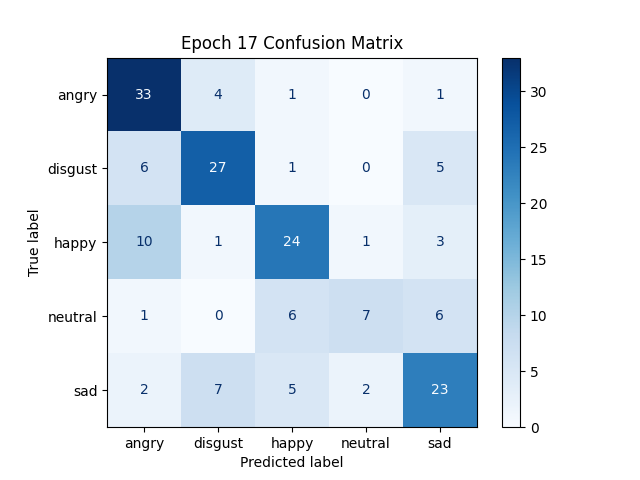 Epoch 17 Confusion Matrix
True label
angry 33 4 1 0 1
disgust 6 27 1 0 5
happy 10 1 24 1 3
neutral 1 0 6 7 6
sad 2 7 5 2 23
angry disgust happy neutral sad
Predicted label
30
25
20
15
10
5
0